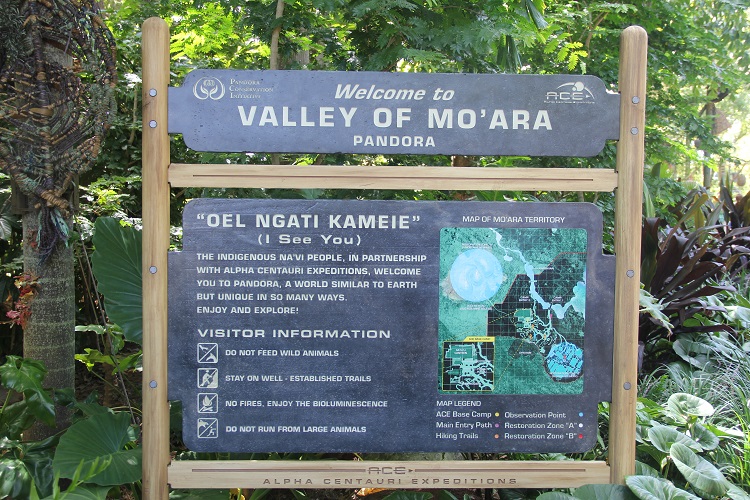 PANDORA
CONSERVATION
INITIATIVE
Welcome to
VALLEY OF MO'ARA
PANDORA
ACE
ALPHA CENTAURI EXPEDITIONS
"OEL NGATI KAMEIE"
(I See You)
THE INDIGENOUS NA'VI PEOPLE, IN PARTNERSHIP
WITH ALPHA CENTAURI EXPEDITIONS, WELCOME
YOU TO PANDORA, A WORLD SIMILAR TO EARTH
BUT UNIQUE IN SO MANY WAYS.
ENJOY AND EXPLORE!
VISITOR INFORMATION
DO NOT FEED WILD ANIMALS
STAY ON WELL - ESTABLISHED TRAILS
NO FIRES, ENJOY THE BIOLUMINESCENCE
DO NOT RUN FROM LARGE ANIMALS
MAP OF MO'ARA TERRITORY
MAP LEGEND
ACE Base Camp
Main Entry Path
Hiking Trails
Observation Point
Restoration Zone "A"
Restoration Zone "B"
ACE
ALPHA CENTAURI EXPEDITIONS